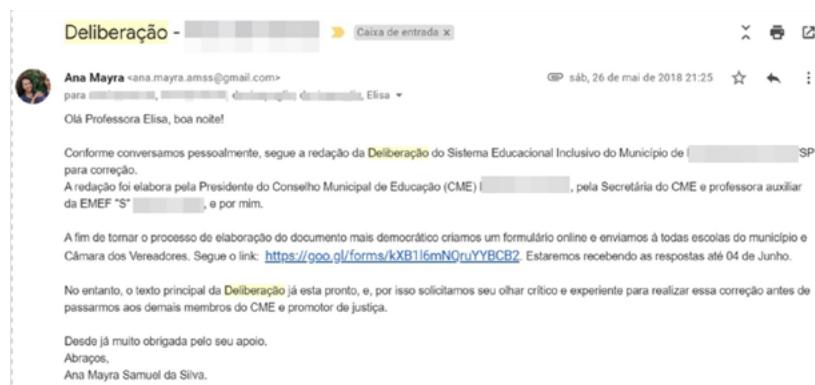 Deliberação -
Caixa de entrada x
Ana Mayra <ana.mayra.amss@gmail.com>
sáb, 26 de mai de 2018 21:25
para , Elisa
Olá Professora Elisa, boa noite!
Conforme conversamos pessoalmente, segue a redação da Deliberação do Sistema Educacional Inclusivo do Município de SP
para correção.
A redação foi elabora pela Presidente do Conselho Municipal de Educação (CME) , pela Secretária do CME e professora auxiliar
da EMEF "S" , e por mim.
A fim de tornar o processo de elaboração do documento mais democrático criamos um formulário online e enviamos á todas escolas do município e
Câmara dos Vereadores. Segue o link: https://goo.gl/forms/kXB1l6mNQruYYBCB2. Estaremos recebendo as respostas até 04 de Junho.
No entanto, o texto principal da Deliberação já esta pronto, e, por isso solicitamos seu olhar crítico e experiente para realizar essa correção antes de
passarmos aos demais membros do CME e promotor de justiça.
Desde já muito obrigada pelo seu apoio.
Abraços,
Ana Mayra Samuel da Silva.